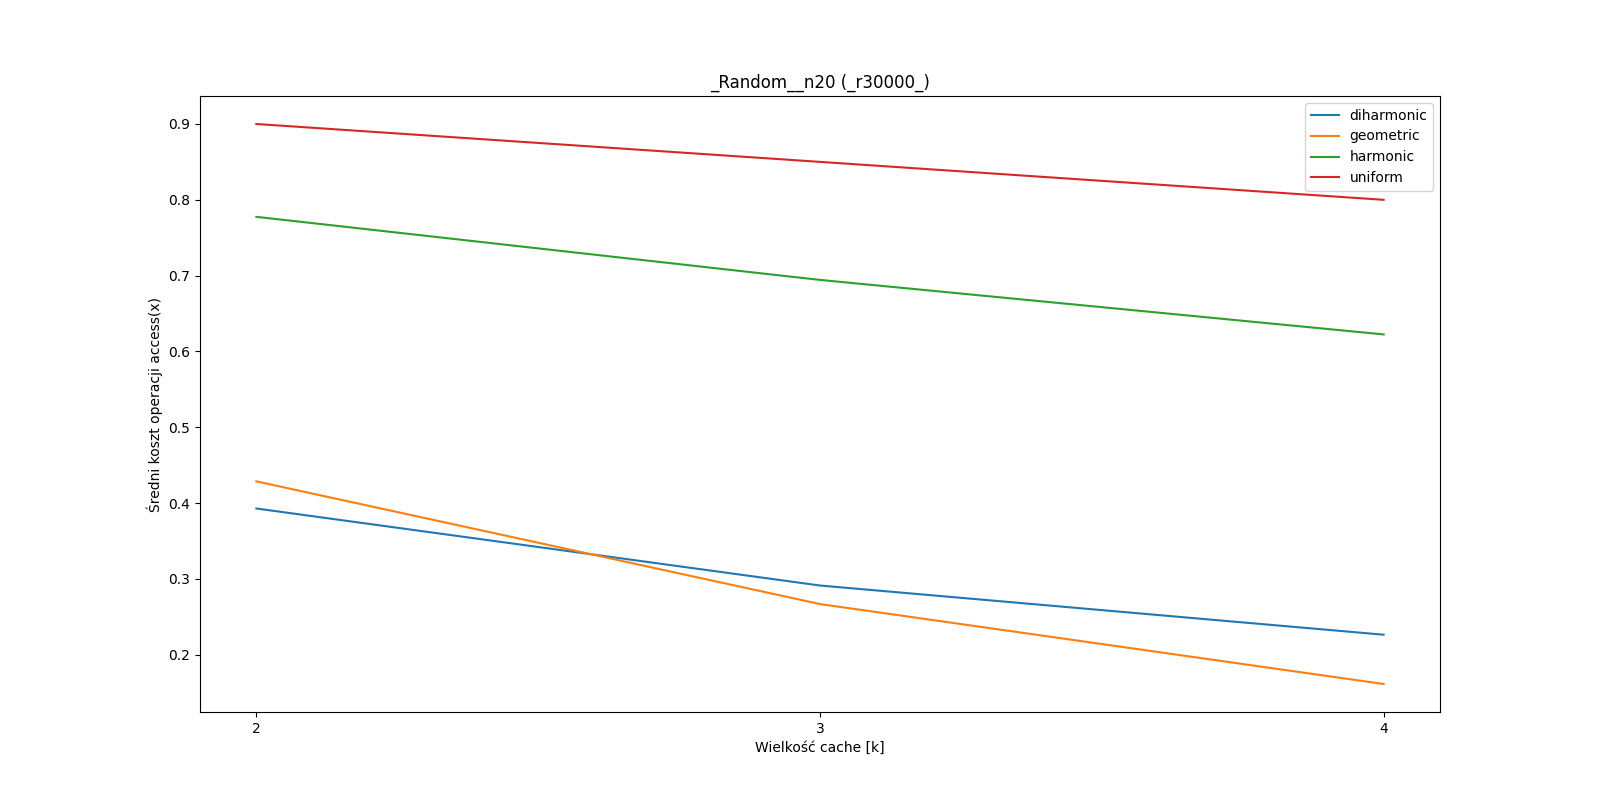 _Random__n20 (_r30000_)
diharmonic
geometric
harmonic
uniform
Średni koszt operacji access(x)
0.9
0.8
0.7
0.6
0.5
0.4
0.3
0.2
2
3
4
Wielkość cache [k]